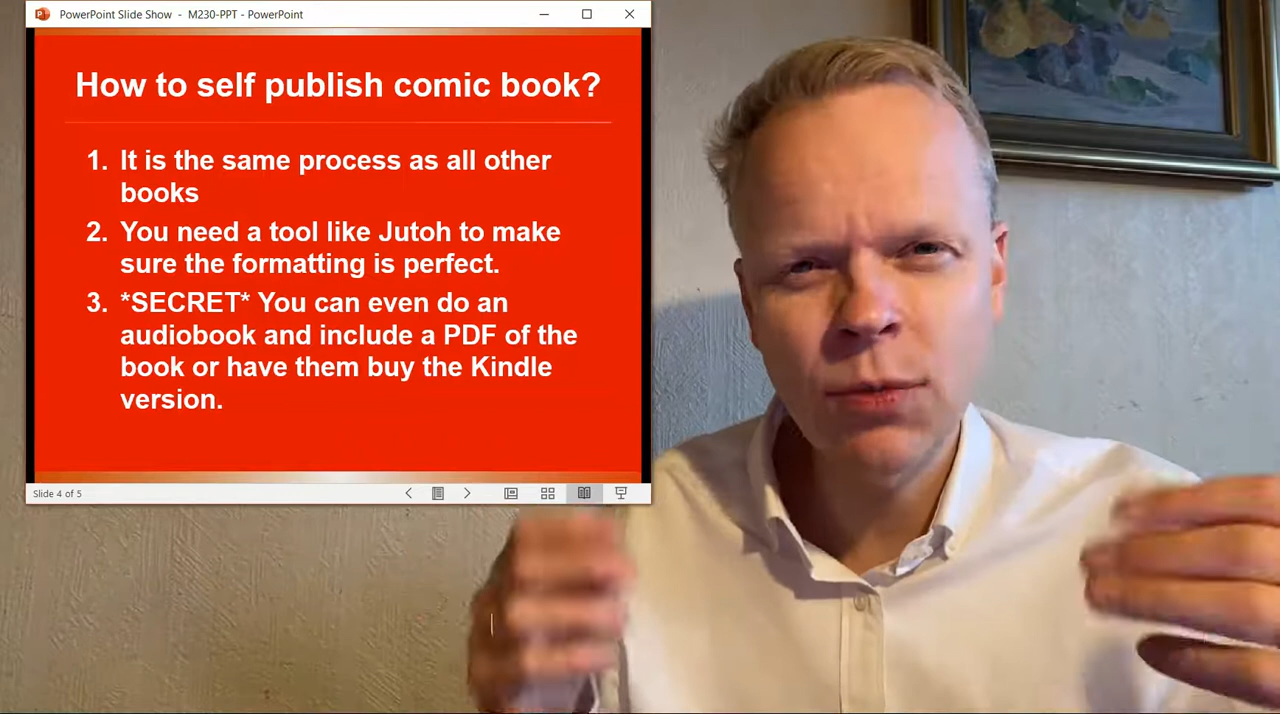 PowerPoint Slide Show - M230-PPT - PowerPoint
How to self publish comic book?
1. It is the same process as all other
books
2. You need a tool like Jutoh to make
sure the formatting is perfect.
3. *SECRET* You can even do an
audiobook and include a PDF of the
book or have them buy the Kindle
version.
Slide 4 of 5